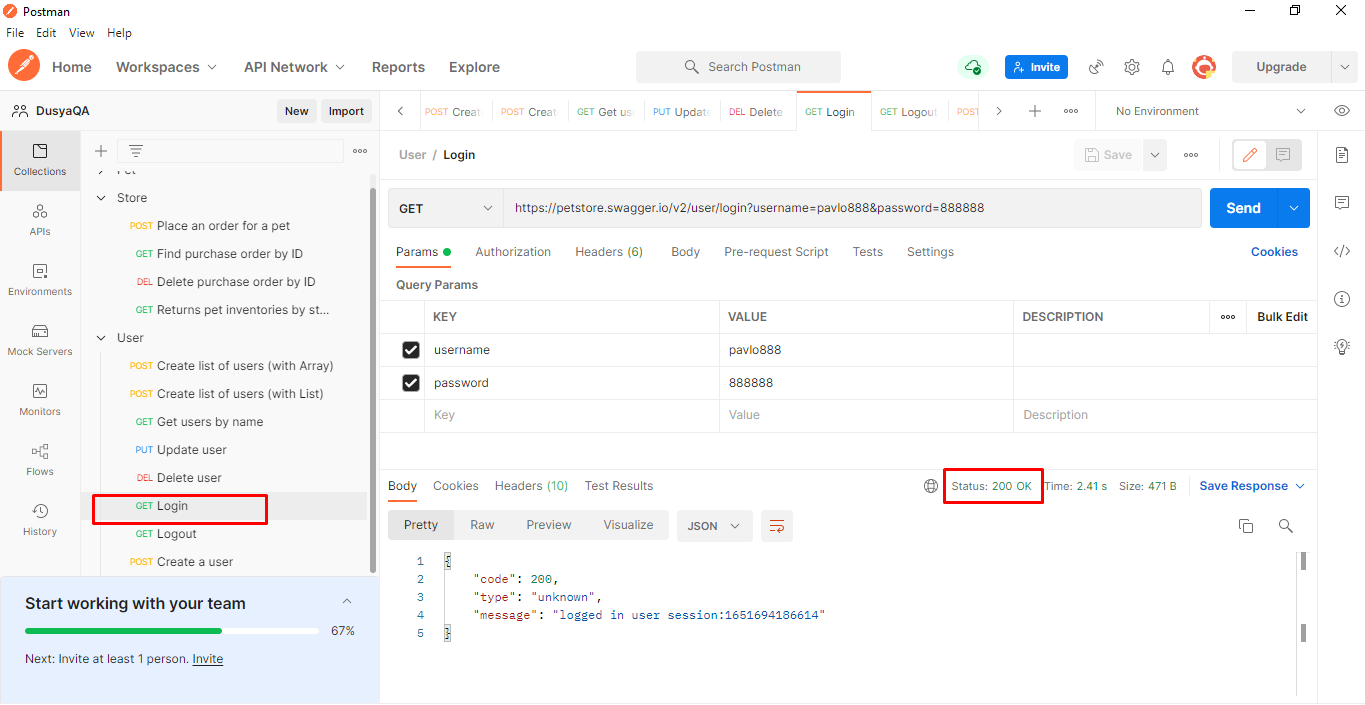 Postman
File Edit View Help
Home Workspaces API Network Reports Explore
Search Postman
Invite
Upgrade
DusyaQA
New Import
POST Creat
POST Creat
GET Get us
PUT Updat
DEL Delete
GET Login
GET Logout
POST
No Environment
Collections
APIs
Environments
Mock Servers
Monitors
Flows
History
Store
POST Place an order for a pet
GET Find purchase order by ID
DEL Delete purchase order by ID
GET Returns pet inventories by st...
User
POST Create list of users (with Array)
POST Create list of users (with List)
GET Get users by name
PUT Update user
DEL Delete user
GET Login
GET Logout
POST Create a user
Start working with your team
67%
Next: Invite at least 1 person. Invite
User / Login
Save
GET https://petstore.swagger.io/v2/user/login?username=pavlo888&password=888888
Send
Params Authorization Headers (6) Body Pre-request Script Tests Settings Cookies
Query Params
KEY VALUE DESCRIPTION Bulk Edit
username pavlo888
password 888888
Key Value Description
Body Cookies Headers (10) Test Results
Status: 200 OK Time: 2.41 s Size: 471 B Save Response
Pretty Raw Preview Visualize JSON
1 {
2 "code": 200,
3 "type": "unknown",
4 "message": "logged in user session:1651694186614"
5 }